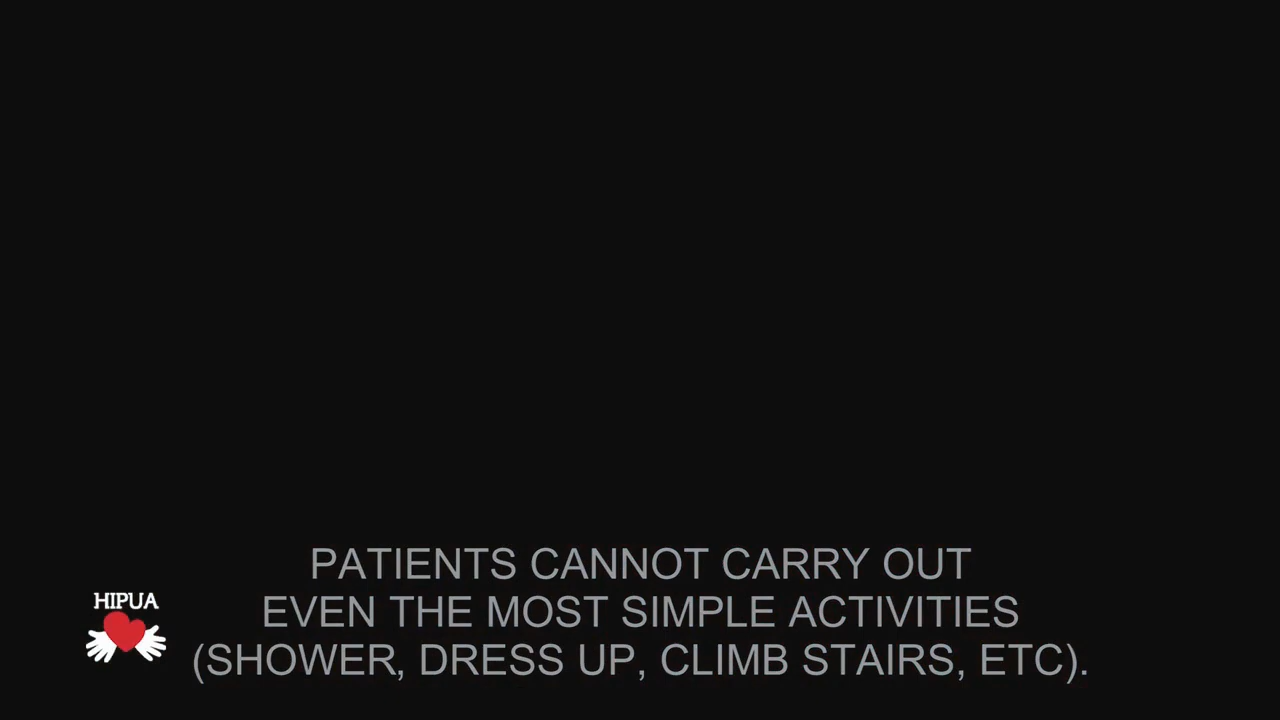 PATIENTS CANNOT CARRY OUT
EVEN THE MOST SIMPLE ACTIVITIES
(SHOWER, DRESS UP, CLIMB STAIRS, ETC).
HIPUA